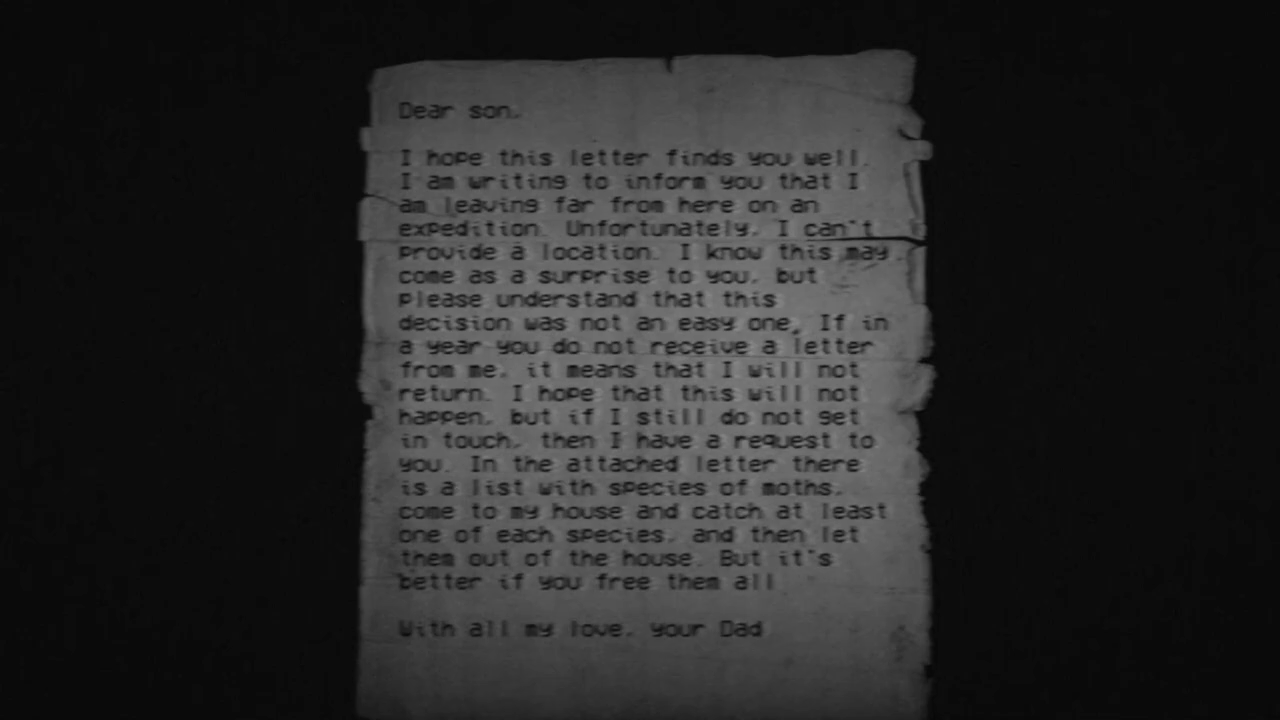 Dear son,
I hope this letter finds you well.
I am writing to inform you that I
am leaving far from here on an
expedition. Unfortunately, I can't
provide a location. I know this may
come as a surprise to you, but
please understand that this
decision was not an easy one, If in
a year you do not receive a letter
from me, it means that I will not
return. I hope that this will not
happen, but if I still do not get
in touch, then I have a request to
you. In the attached letter there
is a list with species of moths,
come to my house and catch at least
one of each species, and then let
them out of the house. But it's
better if you free them all
With all my love, your Dad